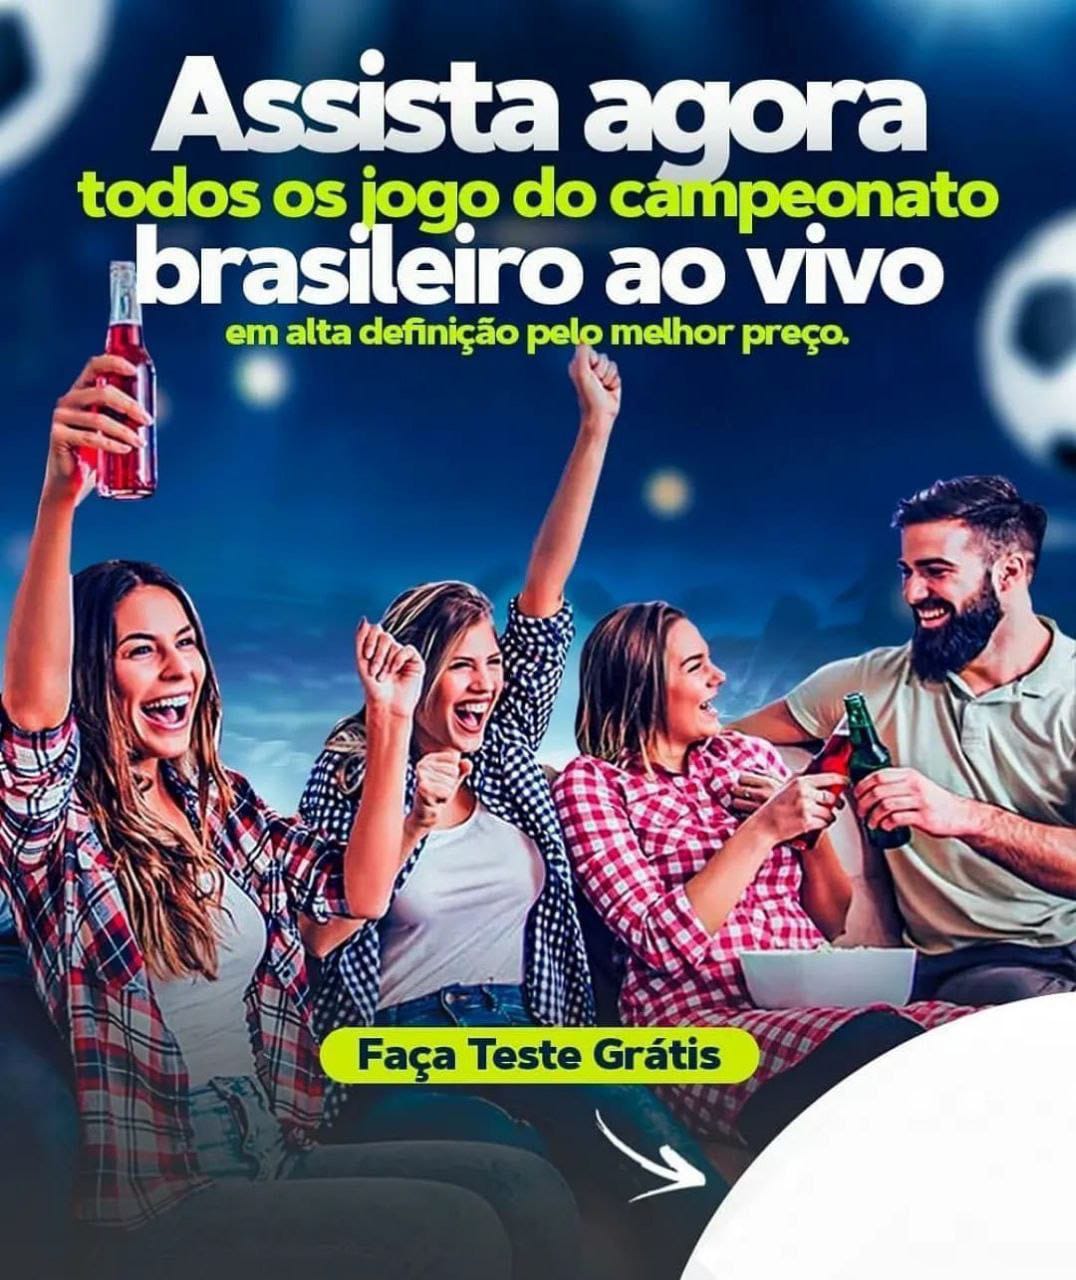 Assista agora
todos os jogo do campeonato
brasileiro ao vivo
em alta definição pelo melhor preço.
Faça Teste Grátis